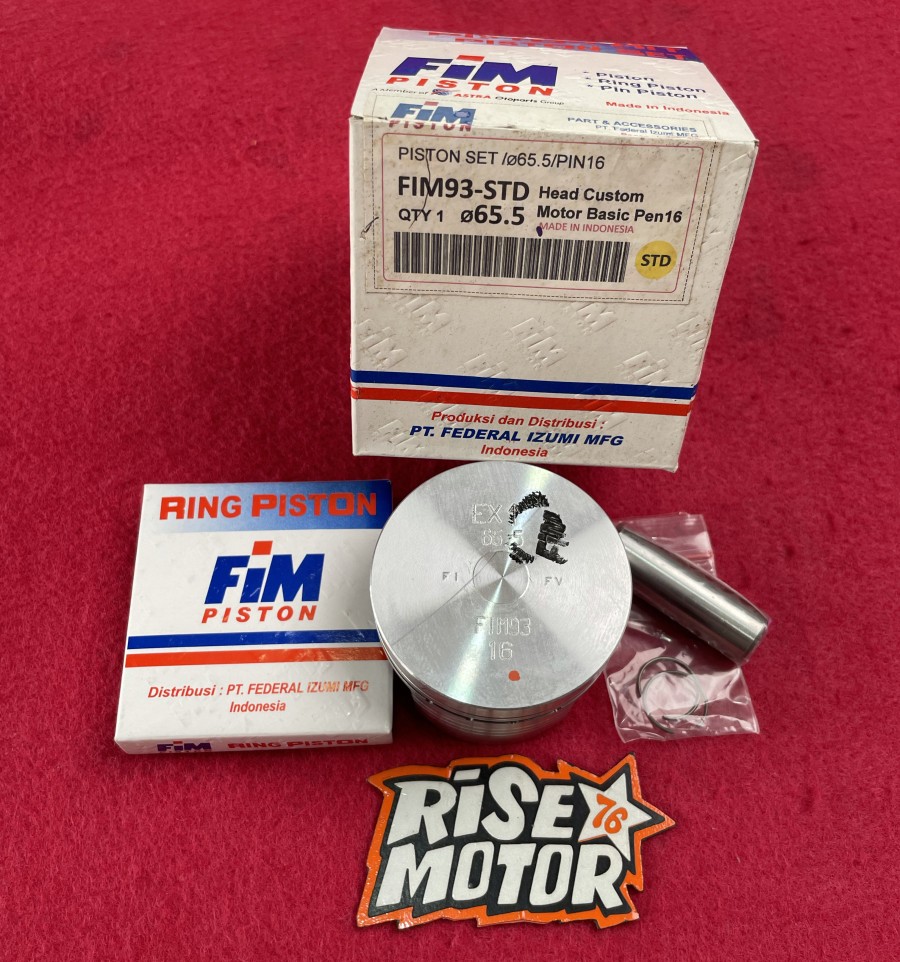 FiM
PISTON
A Member of ASTRA Otoparts Group
- Piston
- Ring Piston
- Pin Piston
Made in Indonesia
FiM
PISTON
PART & ACCESSORIES
PT. Federal Izumi MFG
PISTON SET /ø65.5/PIN16
FIM93-STD Head Custom
QTY 1 ø65.5 Motor Basic Pen16
MADE IN INDONESIA
STD
Produksi dan Distribusi :
PT. FEDERAL IZUMI MFG
Indonesia
RING PISTON
FiM
PISTON
Distribusi : PT. FEDERAL IZUMI MFG
Indonesia
FiM RING PISTON
EX
65.5
FI FV
FIM93
16
RiSE 76
MOTOR